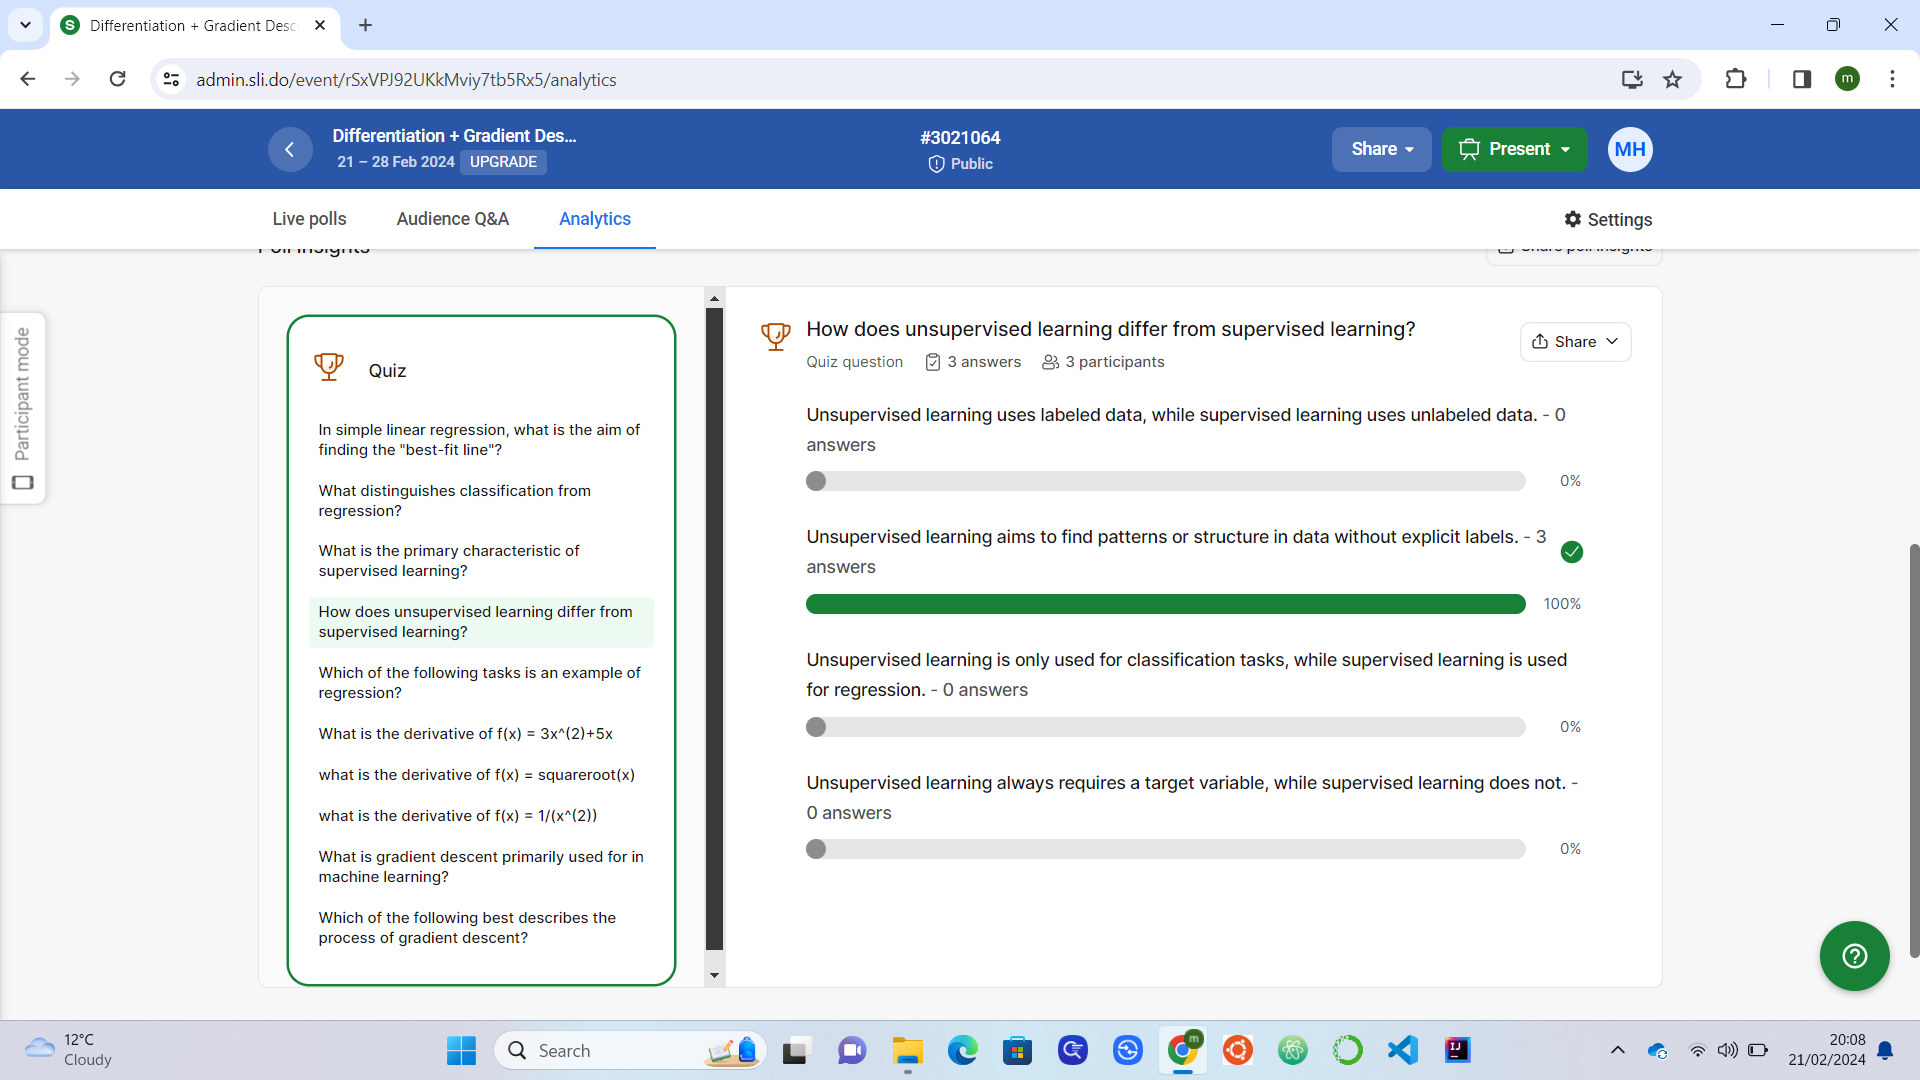 Differentiation + Gradient Desc
admin.sli.do/event/rSxVPJ92UKkMviy7tb5Rx5/analytics
m
Differentiation + Gradient Des...
21 – 28 Feb 2024 UPGRADE
#3021064
Public
Share
Present
MH
Live polls
Audience Q&A
Analytics
Settings
Poll insights
Share poll insights
Participant mode
Quiz
In simple linear regression, what is the aim of
finding the "best-fit line"?
What distinguishes classification from
regression?
What is the primary characteristic of
supervised learning?
How does unsupervised learning differ from
supervised learning?
Which of the following tasks is an example of
regression?
What is the derivative of f(x) = 3x^(2)+5x
what is the derivative of f(x) = squareroot(x)
what is the derivative of f(x) = 1/(x^(2))
What is gradient descent primarily used for in
machine learning?
Which of the following best describes the
process of gradient descent?
How does unsupervised learning differ from supervised learning?
Quiz question 3 answers 3 participants
Share
Unsupervised learning uses labeled data, while supervised learning uses unlabeled data. - 0
answers
0%
Unsupervised learning aims to find patterns or structure in data without explicit labels. - 3
answers
100%
Unsupervised learning is only used for classification tasks, while supervised learning is used
for regression. - 0 answers
0%
Unsupervised learning always requires a target variable, while supervised learning does not. -
0 answers
0%
12°C
Cloudy
Search
m
IJ
20:08
21/02/2024